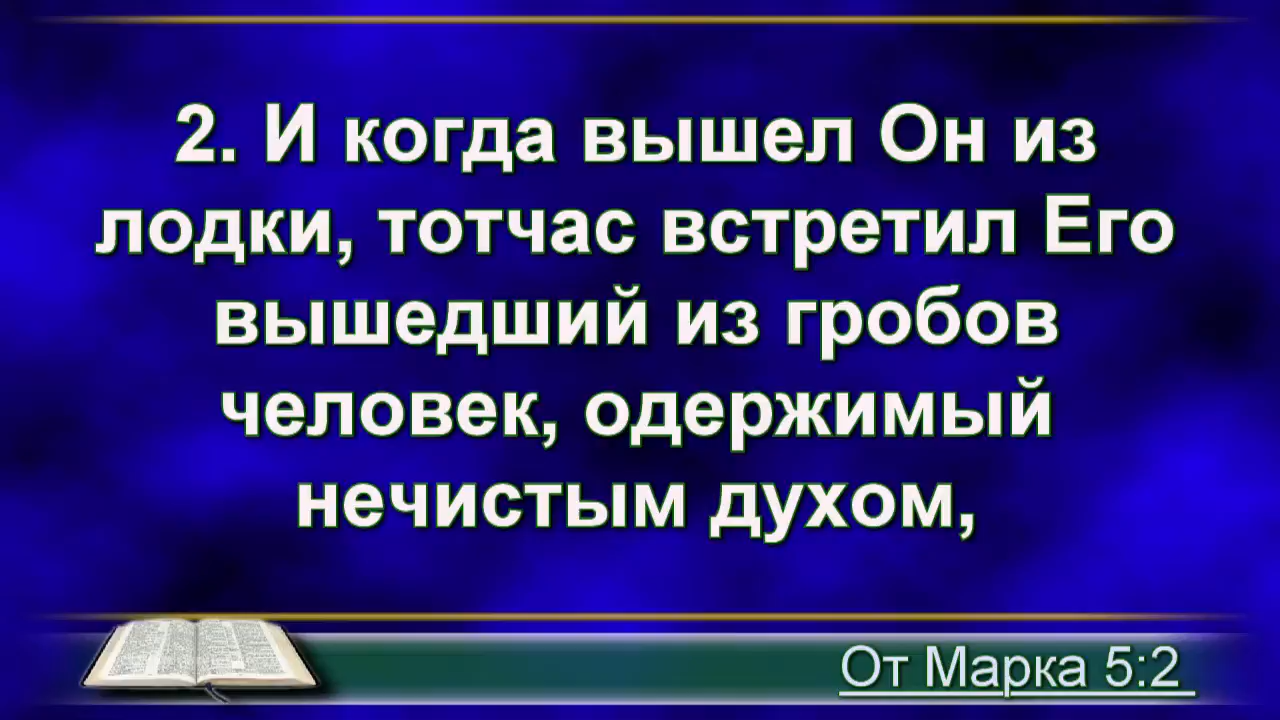 2. И когда вышел Он из
лодки, тотчас встретил Его
вышедший из гробов
человек, одержимый
нечистым духом,
От Марка 5:2